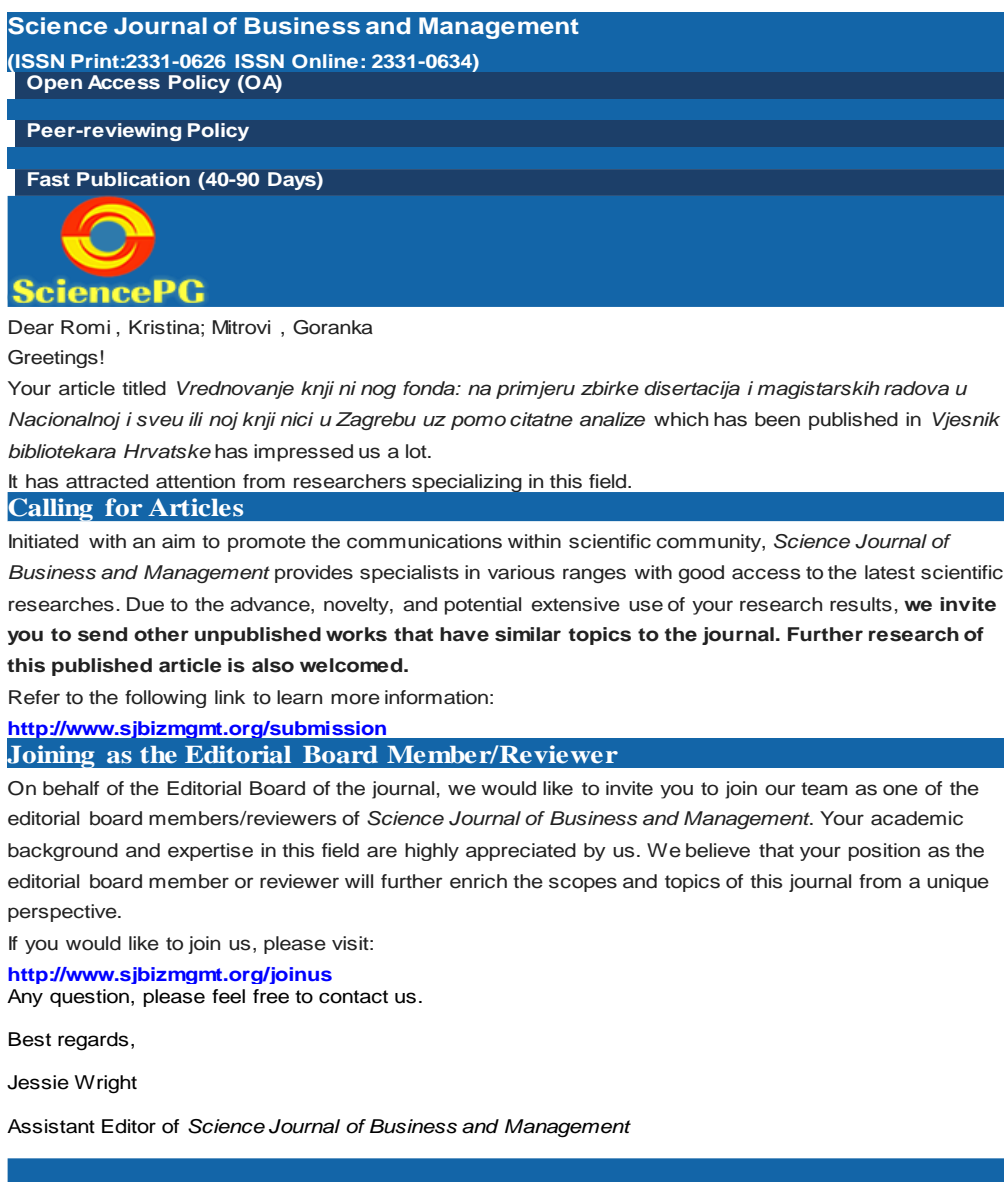 Science Journal of Business and Management
(ISSN Print:2331-0626 ISSN Online: 2331-0634)
Open Access Policy (OA)
Peer-reviewing Policy
Fast Publication (40-90 Days)
SciencePG
Dear Romi , Kristina; Mitrovi , Goranka
Greetings!
Your article titled Vrednovanje knji ni nog fonda: na primjeru zbirke disertacija i magistarskih radova u
Nacionalnoj i sveu ili noj knji nici u Zagrebu uz pomo citatne analize which has been published in Vjesnik
bibliotekara Hrvatske has impressed us a lot.
It has attracted attention from researchers specializing in this field.
Calling for Articles
Initiated with an aim to promote the communications within scientific community, Science Journal of
Business and Management provides specialists in various ranges with good access to the latest scientific
researches. Due to the advance, novelty, and potential extensive use of your research results, we invite
you to send other unpublished works that have similar topics to the journal. Further research of
this published article is also welcomed.
Refer to the following link to learn more information:
http://www.sjbizmgmt.org/submission
Joining as the Editorial Board Member/Reviewer
On behalf of the Editorial Board of the journal, we would like to invite you to join our team as one of the
editorial board members/reviewers of Science Journal of Business and Management. Your academic
background and expertise in this field are highly appreciated by us. We believe that your position as the
editorial board member or reviewer will further enrich the scopes and topics of this journal from a unique
perspective.
If you would like to join us, please visit:
http://www.sjbizmgmt.org/joinus
Any question, please feel free to contact us.
Best regards,
Jessie Wright
Assistant Editor of Science Journal of Business and Management